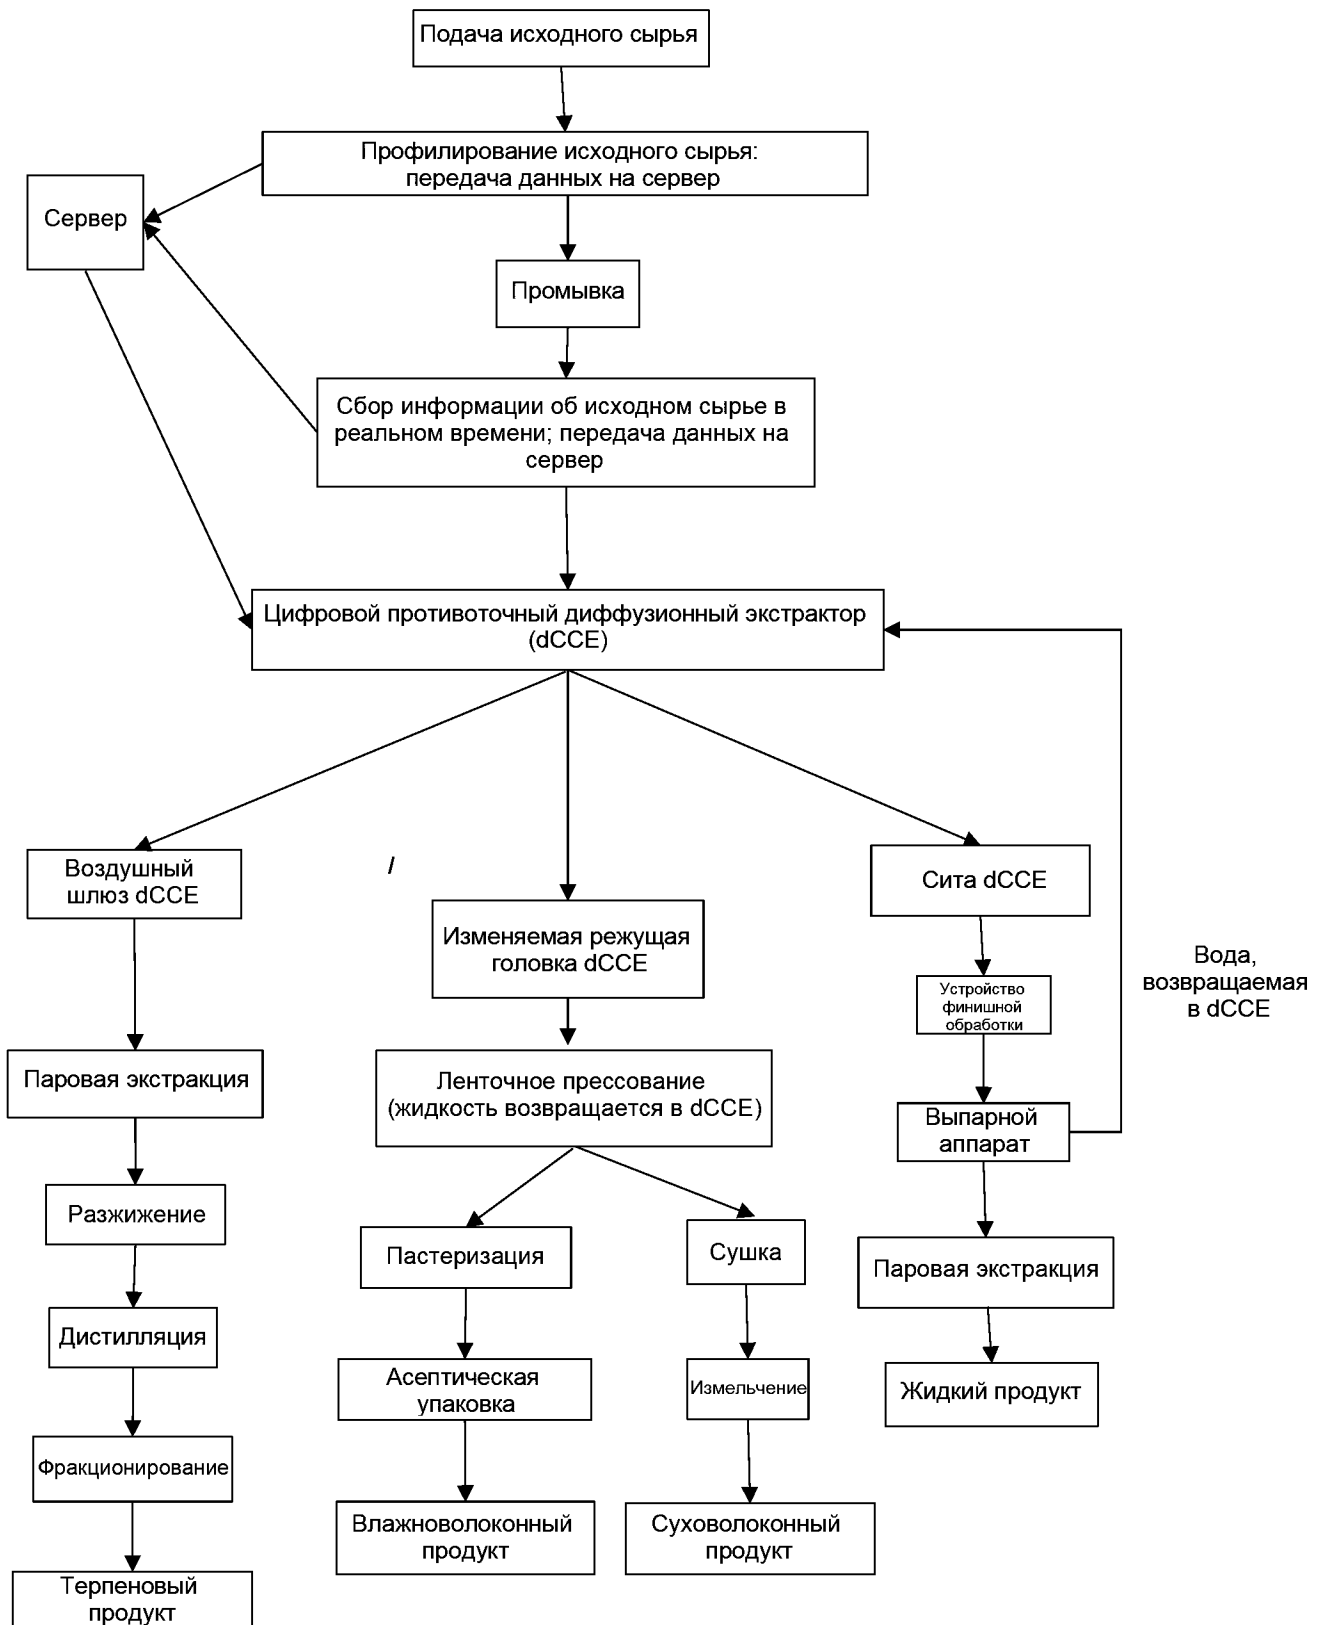 Подача исходного сырья
Профилирование исходного сырья:
передача данных на сервер
Сервер
Промывка
Сбор информации об исходном сырье в
реальном времени; передача данных на
сервер
Цифровой противоточный диффузионный экстрактор
(dCCE)
Воздушный
шлюз dCCE
/
Изменяемая режущая
головка dCCE
Сита dCCE
Устройство
финишной
обработки
Вода,
возвращаемая
в dCCE
Паровая экстракция
Ленточное прессование
(жидкость возвращается в dCCE)
Выпарной
аппарат
Разжижение
Пастеризация
Сушка
Паровая экстракция
Дистилляция
Асептическая
упаковка
Измельчение
Жидкий продукт
Фракционирование
Влажноволоконный
продукт
Суховолоконный
продукт
Терпеновый
продукт